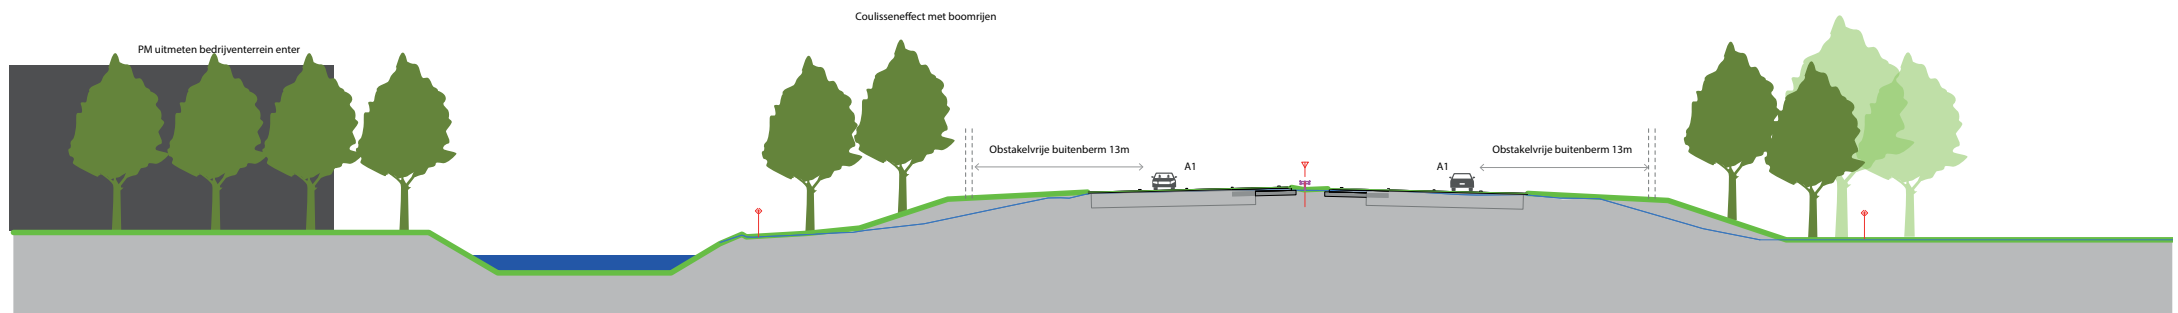 Coulisseneffect met boomrijen
PM uitmeten bedrijventerrein enter
Obstakelvrije buitenberm 13m
A1
A1
Obstakelvrije buitenberm 13m